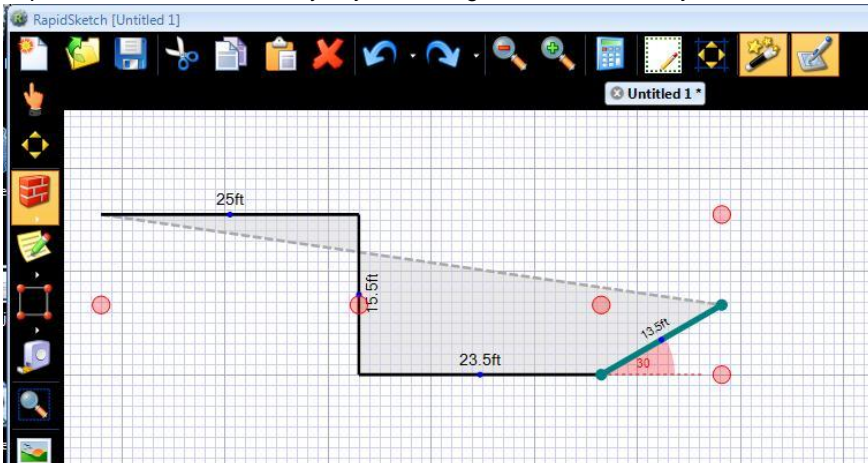 RapidSketch [Untitled 1]
Untitled 1 *
25ft
15.5ft
13.5ft
23.5ft
30